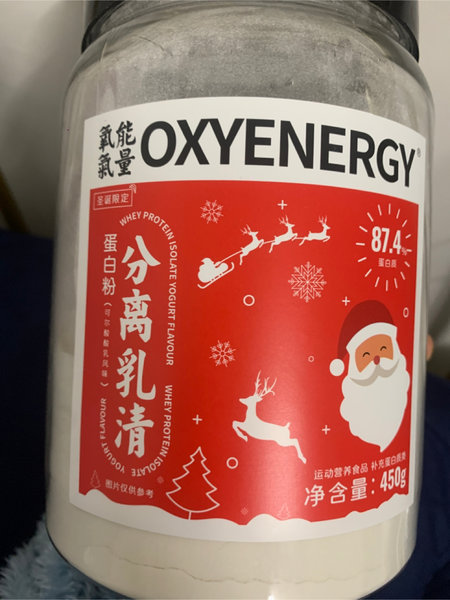 氧氣能量 OXYENERGY®
圣诞限定
WHEY PROTEIN ISOLATE YOGURT FLAVOUR
分离乳清
蛋白粉
(可尔酸酸乳风味)
WHEY PROTEIN ISOLATE YOGURT FLAVOUR
87.4%
蛋白质
图片仅供参考
运动营养食品 补充蛋白质类
净含量:450g